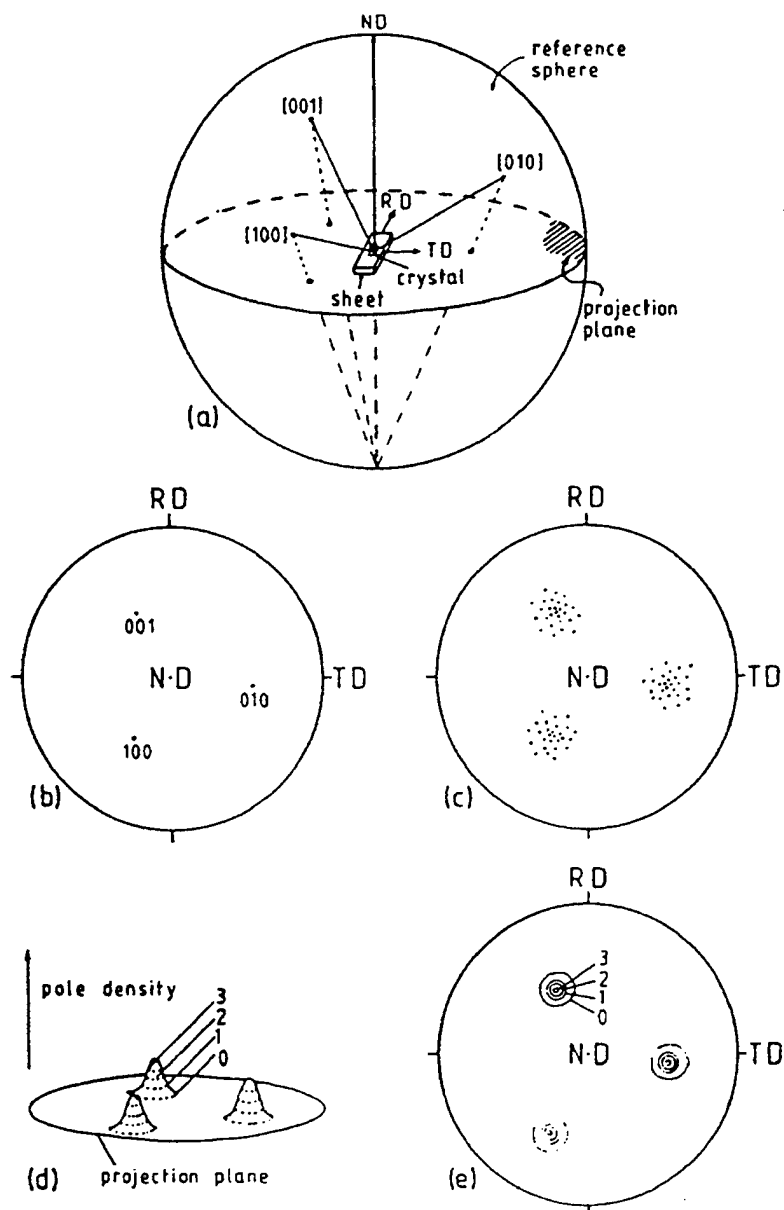 ND
reference
sphere
[001]
[010]
RD
[100]
TD
crystal
sheet
projection
plane
(a)
RD
001
N·D
TD
010
100
(b)
RD
N·D
TD
(c)
pole density
3
2
1
0
projection plane
(d)
RD
3
2
1
0
N·D
TD
(e)